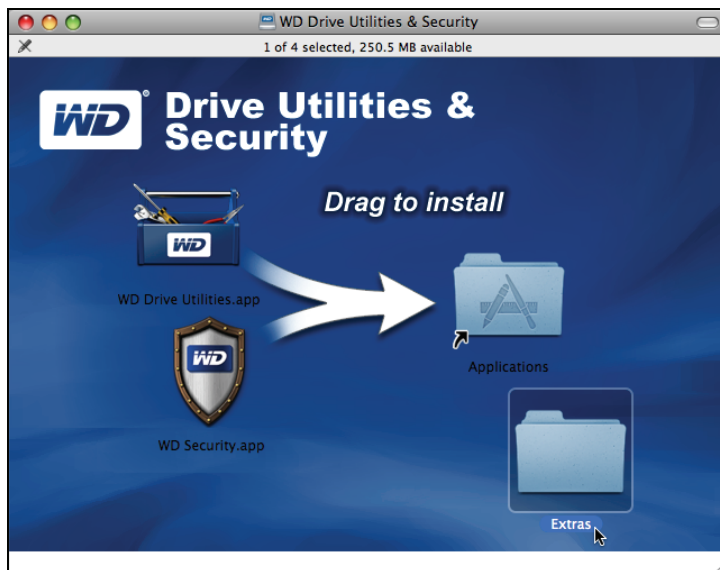 WD Drive Utilities & Security
1 of 4 selected, 250.5 MB available
WD®
Drive Utilities &
Security
Drag to install
WD
WD Drive Utilities.app
WD
WD Security.app
Applications
Extras